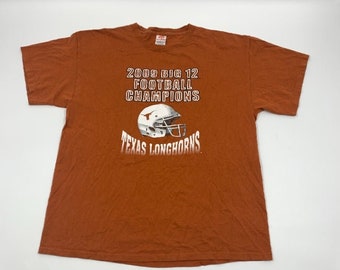 2009 BIG 12
FOOTBALL
CHAMPIONS
TEXAS LONGHORNS